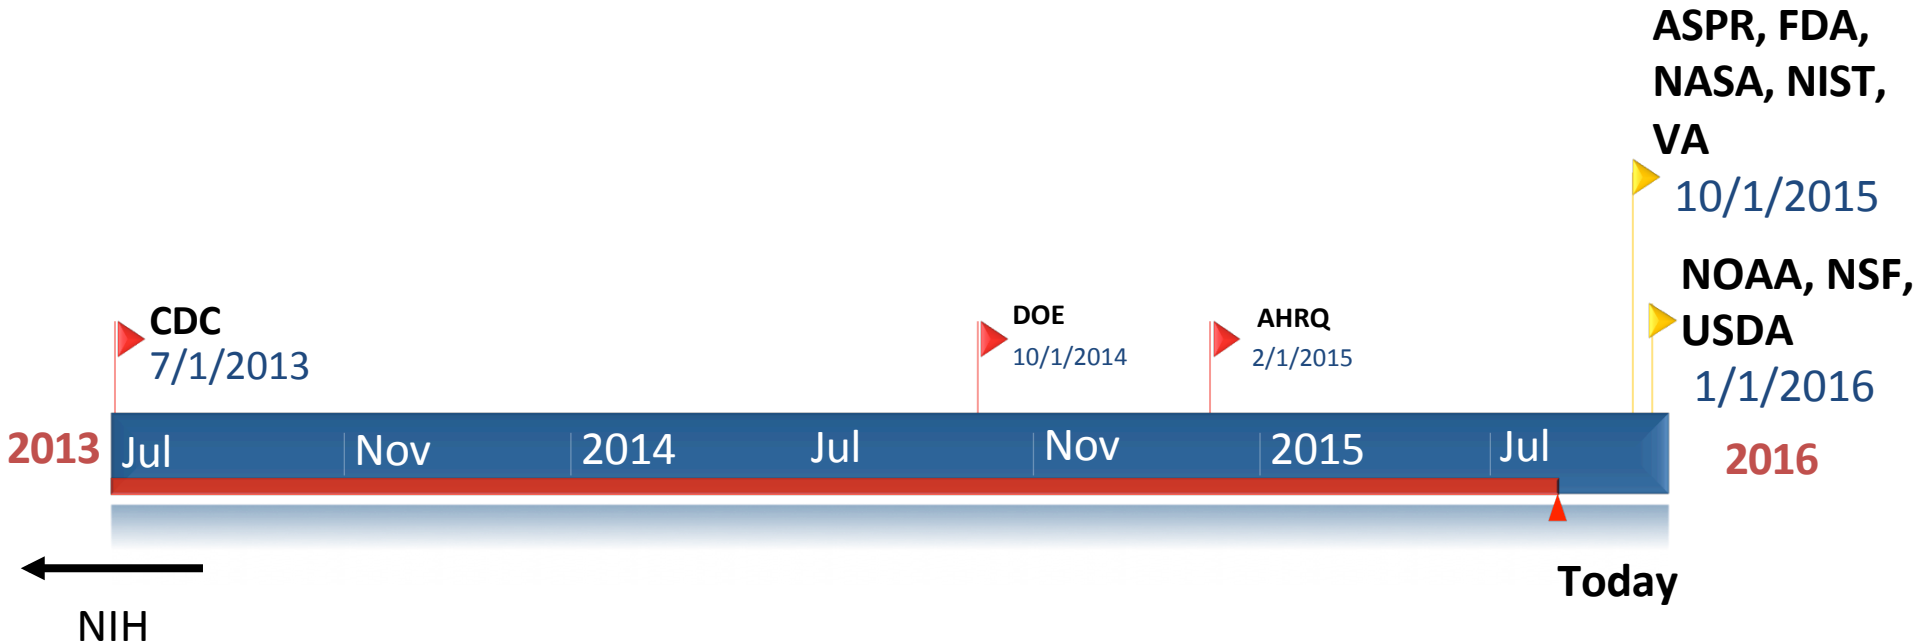 ASPR, FDA,
NASA, NIST,
VA
10/1/2015
NOAA, NSF,
USDA
1/1/2016
CDC
7/1/2013
DOE
10/1/2014
AHRQ
2/1/2015
2013
Jul
Nov
2014
Jul
Nov
2015
Jul
2016
Today
NIH